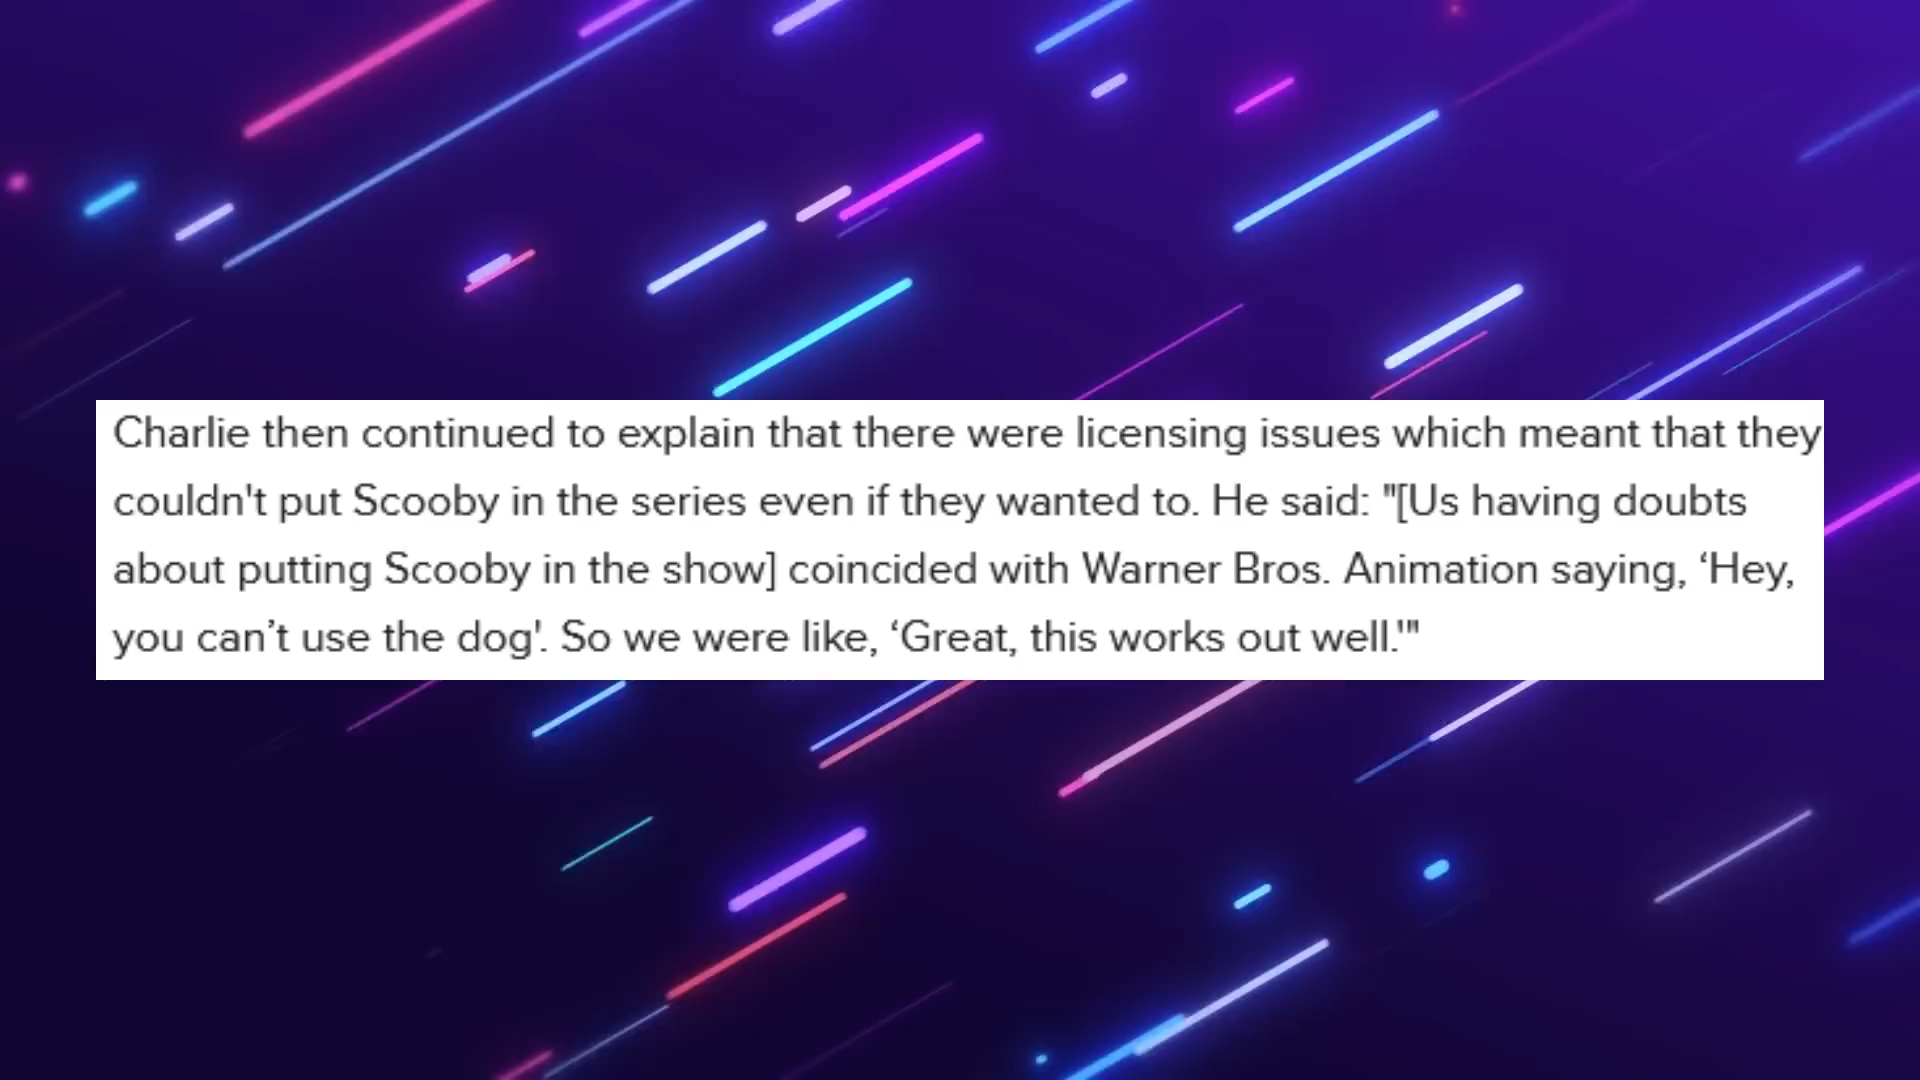 Charlie then continued to explain that there were licensing issues which meant that they
couldn't put Scooby in the series even if they wanted to. He said: "[Us having doubts
about putting Scooby in the show] coincided with Warner Bros. Animation saying, ‘Hey,
you can’t use the dog'. So we were like, ‘Great, this works out well.'"